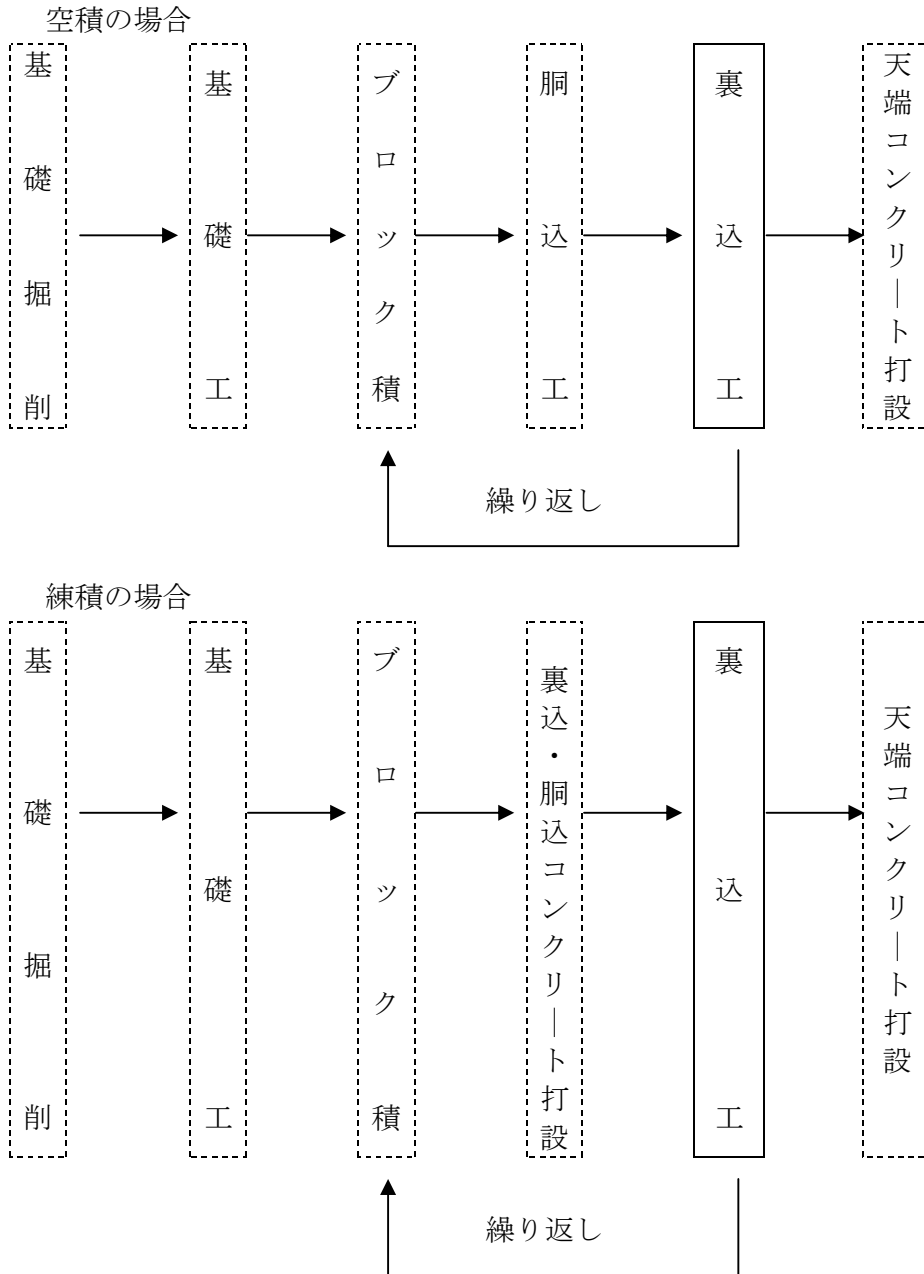 空積の場合
基礎掘削
基礎工
ブロック積
胴込工
裏込工
天端コンクリート打設
繰り返し
練積の場合
基礎掘削
基礎工
ブロック積
裏込・胴込コンクリート打設
裏込工
天端コンクリート打設
繰り返し